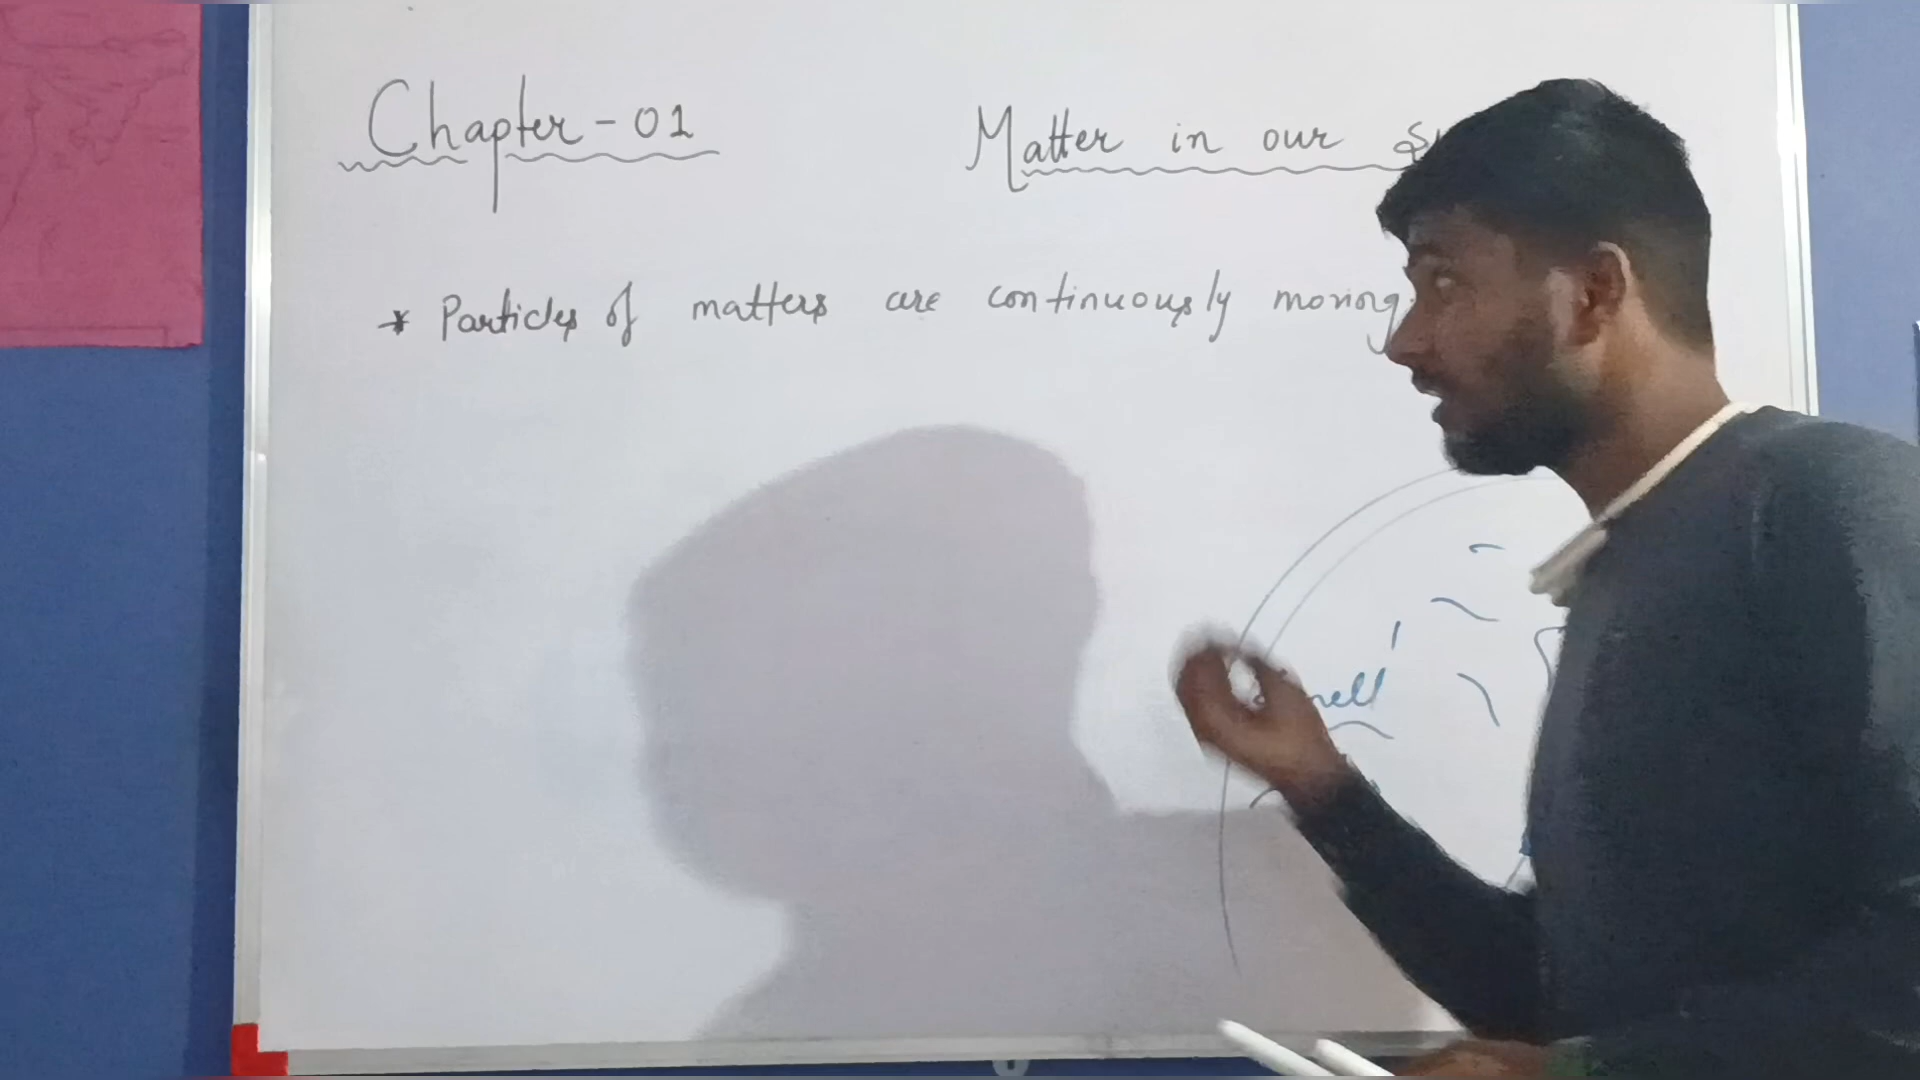 Chapter-01
Matter in our
* Particles of matters are continuously moving